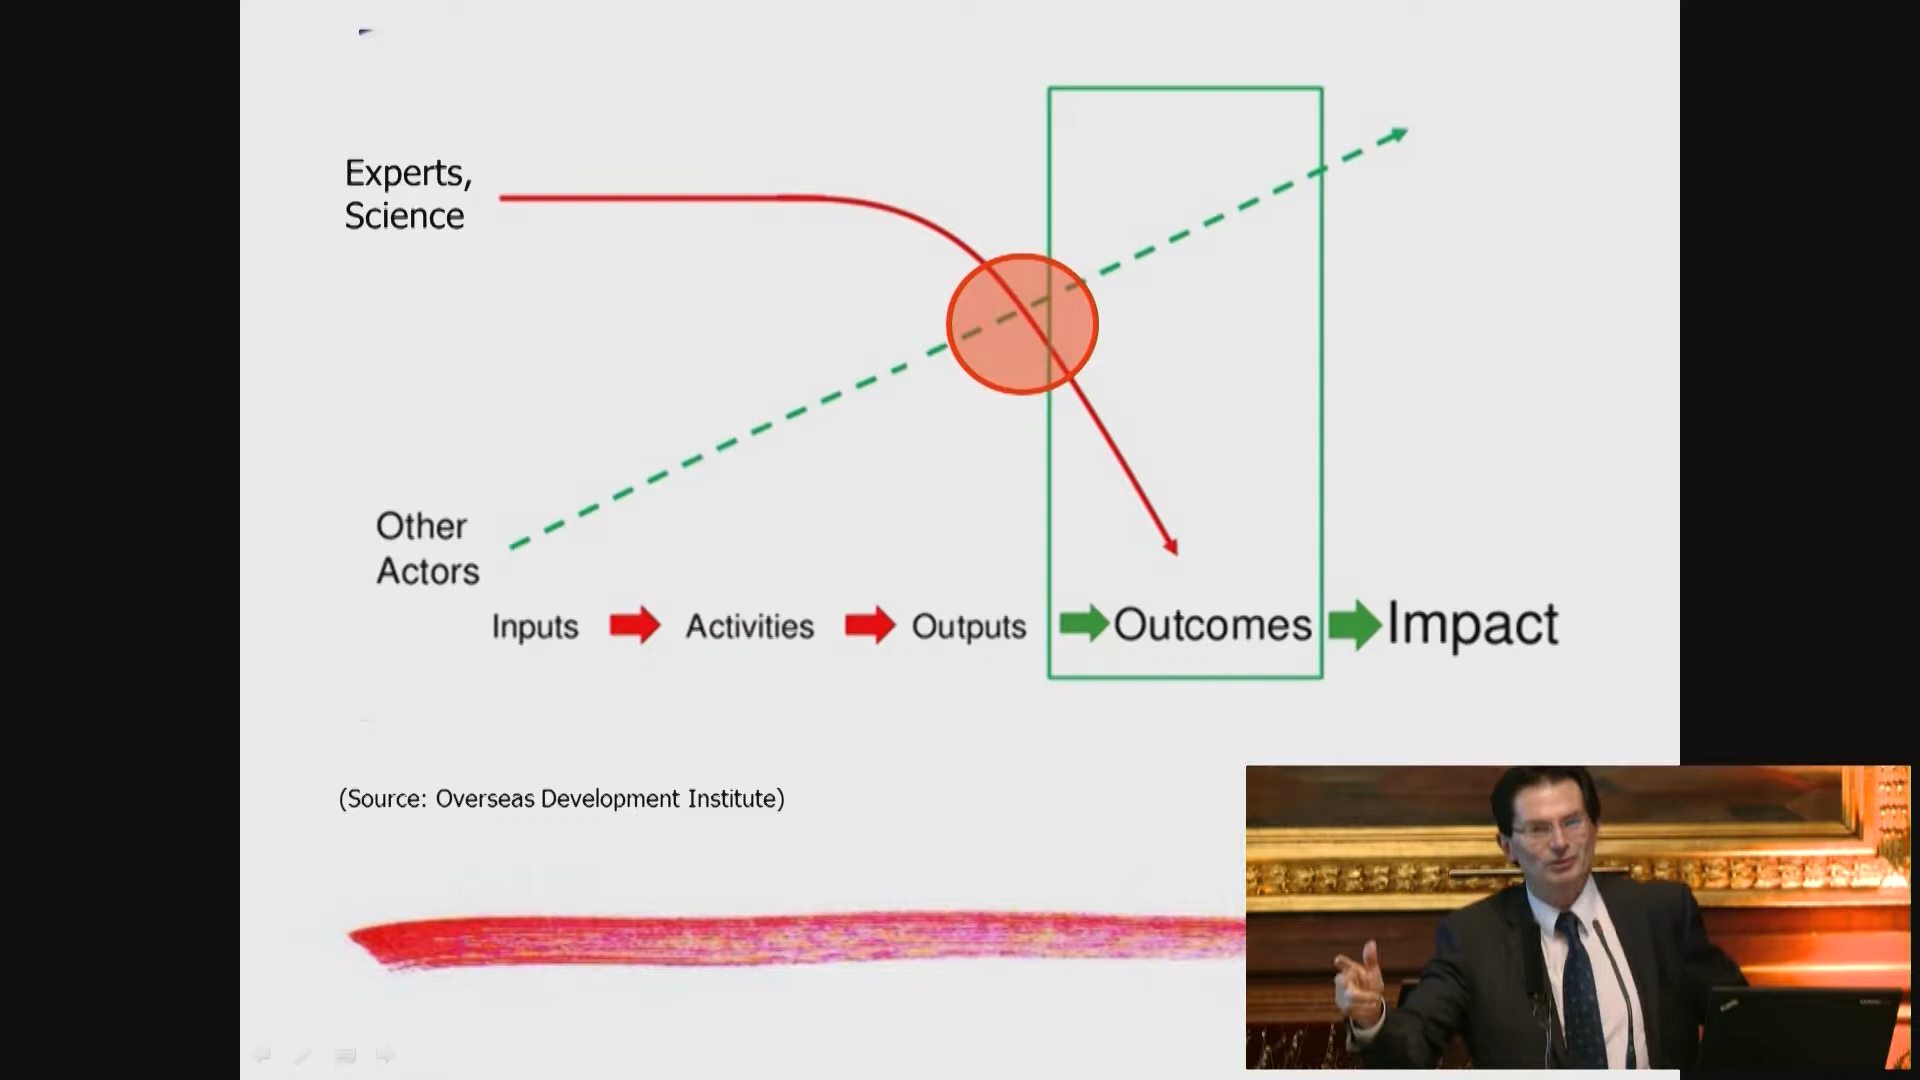 Experts,
Science
Other
Actors
Inputs Activities Outputs Outcomes Impact
(Source: Overseas Development Institute)